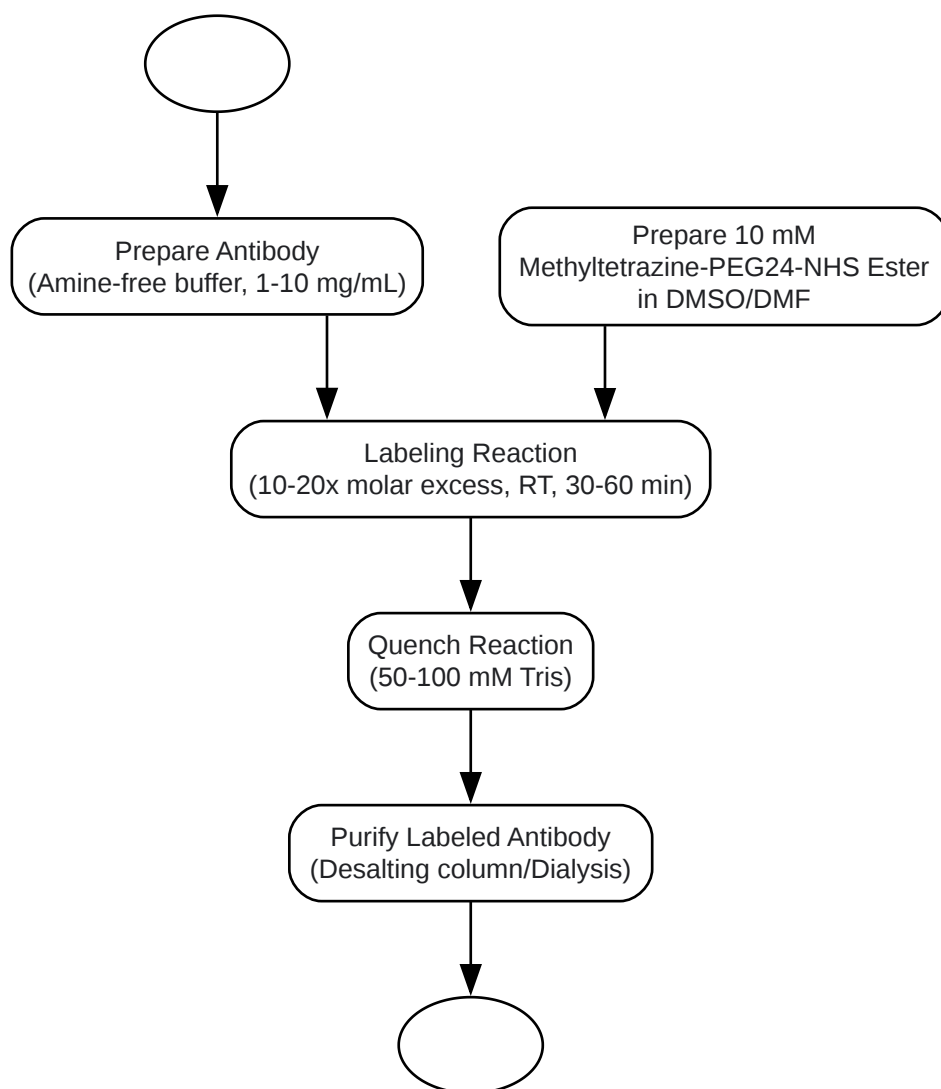 Prepare Antibody
(Amine-free buffer, 1-10 mg/mL)
Prepare 10 mM
Methyltetrazine-PEG24-NHS Ester
in DMSO/DMF
Labeling Reaction
(10-20x molar excess, RT, 30-60 min)
Quench Reaction
(50-100 mM Tris)
Purify Labeled Antibody
(Desalting column/Dialysis)